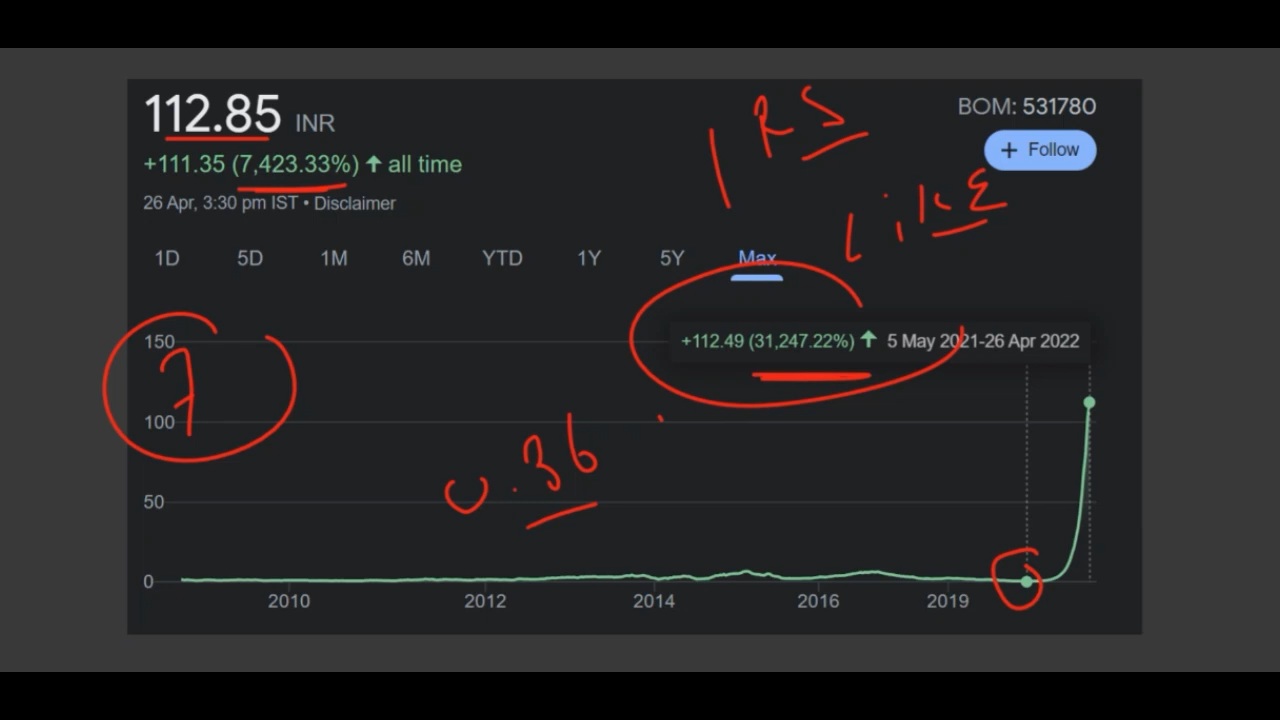 112.85 INR
BOM: 531780
+111.35 (7,423.33%) ↑ all time
+ Follow
26 Apr, 3:30 pm IST • Disclaimer
1 RS
LiKE
1D 5D 1M 6M YTD 1Y 5Y Max
+112.49 (31,247.22%) ↑ 5 May 2021-26 Apr 2022
150
7
100
0.36
50
0
2010 2012 2014 2016 2019